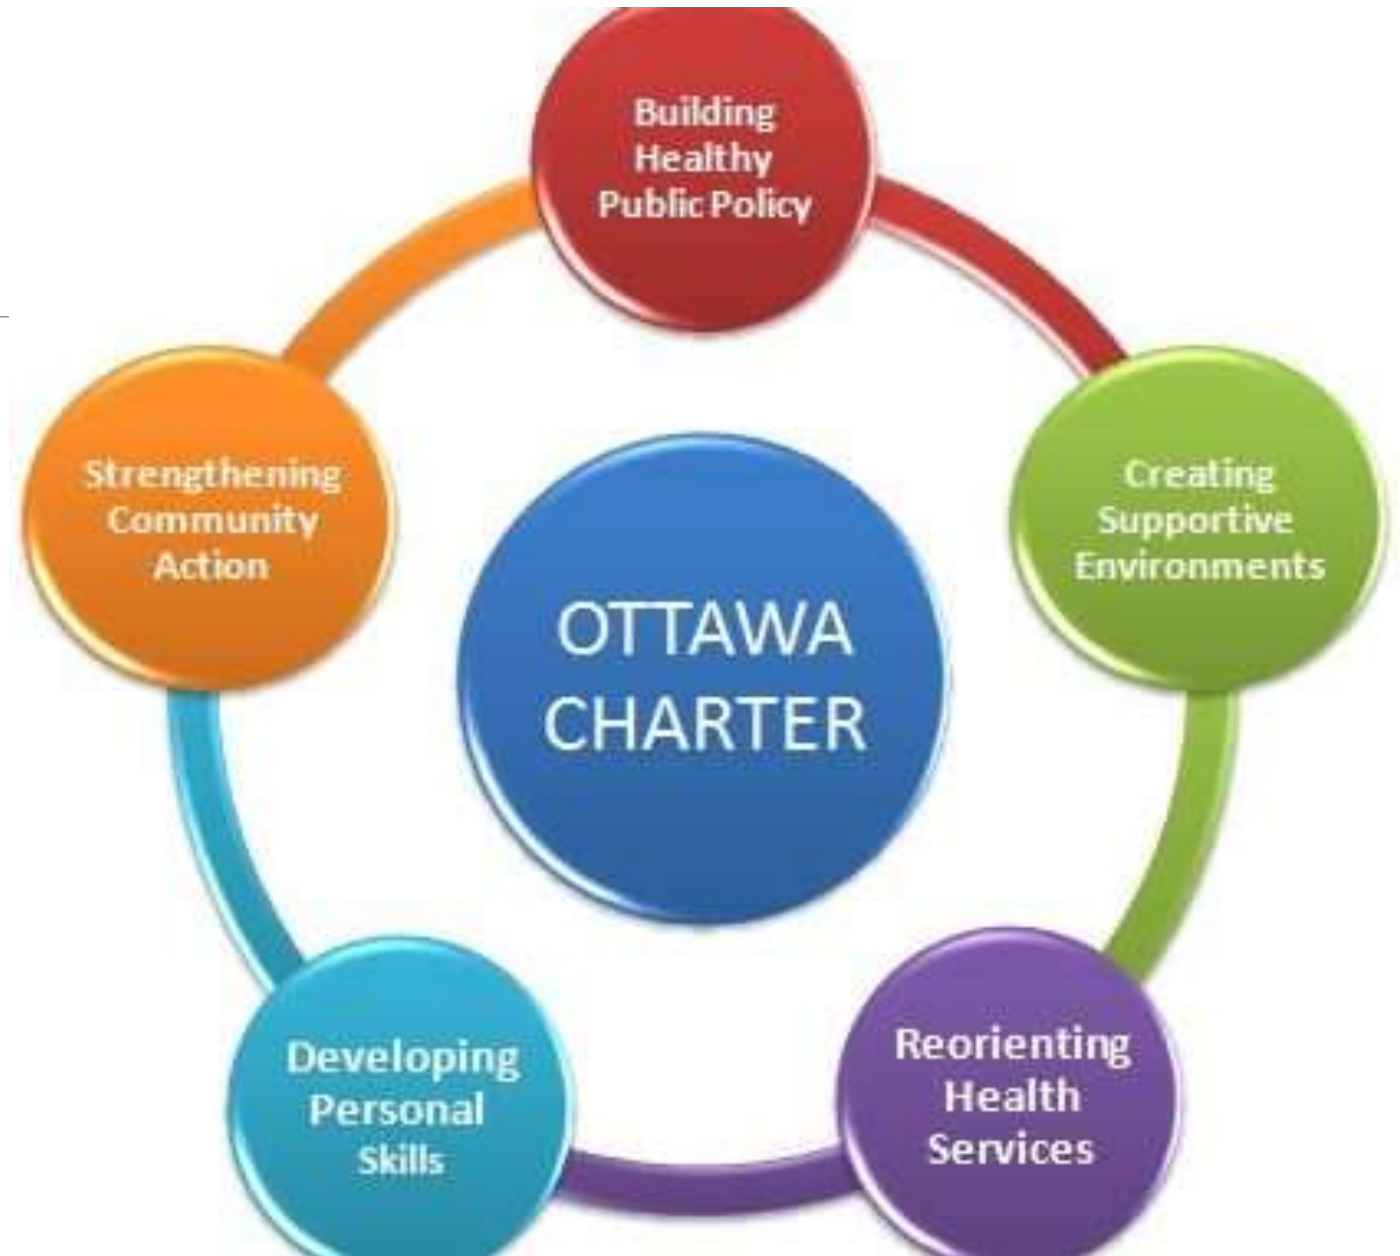 Building
Healthy
Public Policy
Strengthening
Community
Action
Creating
Supportive
Environments
OTTAWA
CHARTER
Developing
Personal
Skills
Reorienting
Health
Services